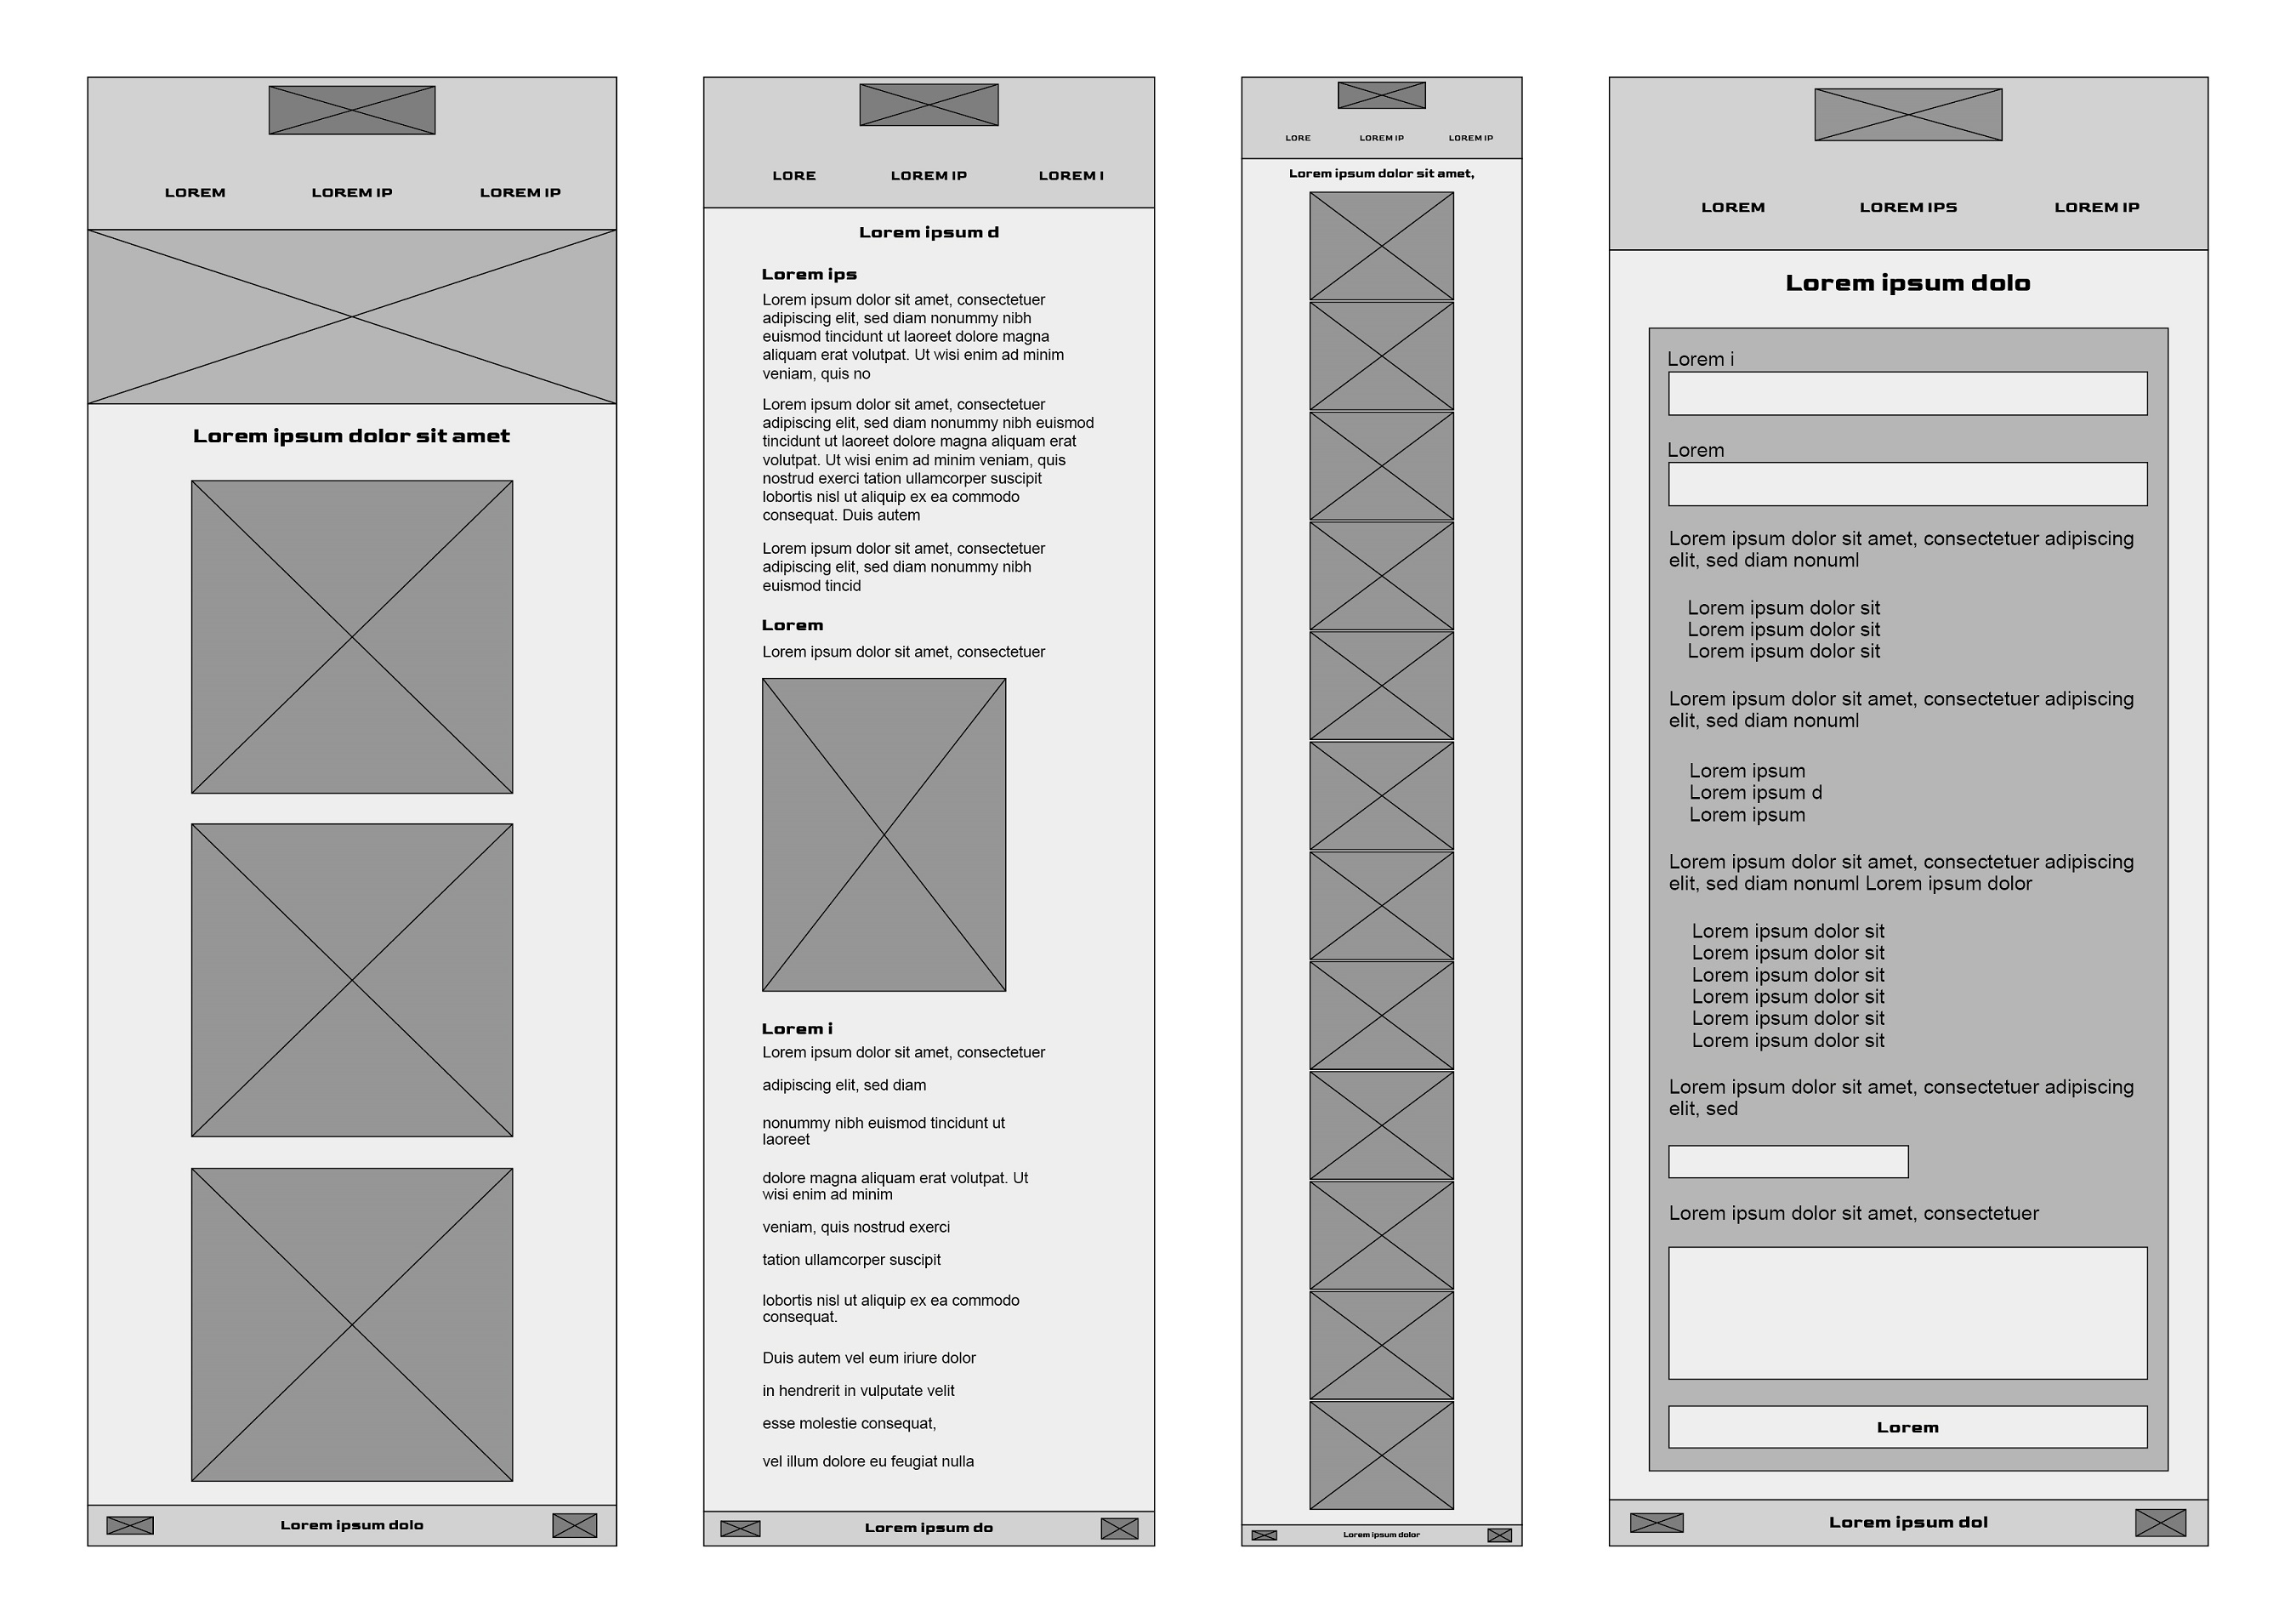 LOREM
LOREM IP
LOREM IP
Lorem ipsum dolor sit amet
Lorem ipsum dolo
LORE
LOREM IP
LOREM I
Lorem ipsum d
Lorem ips
Lorem ipsum dolor sit amet, consectetuer
adipiscing elit, sed diam nonummy nibh
euismod tincidunt ut laoreet dolore magna
aliquam erat volutpat. Ut wisi enim ad minim
veniam, quis no
Lorem ipsum dolor sit amet, consectetuer
adipiscing elit, sed diam nonummy nibh euismod
tincidunt ut laoreet dolore magna aliquam erat
volutpat. Ut wisi enim ad minim veniam, quis
nostrud exerci tation ullamcorper suscipit
lobortis nisl ut aliquip ex ea commodo
consequat. Duis autem
Lorem ipsum dolor sit amet, consectetuer
adipiscing elit, sed diam nonummy nibh
euismod tincid
Lorem
Lorem ipsum dolor sit amet, consectetuer
Lorem i
Lorem ipsum dolor sit amet, consectetuer
adipiscing elit, sed diam
nonummy nibh euismod tincidunt ut
laoreet
dolore magna aliquam erat volutpat. Ut
wisi enim ad minim
veniam, quis nostrud exerci
tation ullamcorper suscipit
lobortis nisl ut aliquip ex ea commodo
consequat.
Duis autem vel eum iriure dolor
in hendrerit in vulputate velit
esse molestie consequat,
vel illum dolore eu feugiat nulla
Lorem ipsum do
LORE
LOREM IP
LOREM IP
Lorem ipsum dolor sit amet,
Lorem ipsum dolor
LOREM
LOREM IPS
LOREM IP
Lorem ipsum dolo
Lorem i
Lorem
Lorem ipsum dolor sit amet, consectetuer adipiscing
elit, sed diam nonuml
Lorem ipsum dolor sit
Lorem ipsum dolor sit
Lorem ipsum dolor sit
Lorem ipsum dolor sit amet, consectetuer adipiscing
elit, sed diam nonuml
Lorem ipsum
Lorem ipsum d
Lorem ipsum
Lorem ipsum dolor sit amet, consectetuer adipiscing
elit, sed diam nonuml Lorem ipsum dolor
Lorem ipsum dolor sit
Lorem ipsum dolor sit
Lorem ipsum dolor sit
Lorem ipsum dolor sit
Lorem ipsum dolor sit
Lorem ipsum dolor sit
Lorem ipsum dolor sit amet, consectetuer adipiscing
elit, sed
Lorem ipsum dolor sit amet, consectetuer
Lorem
Lorem ipsum dol